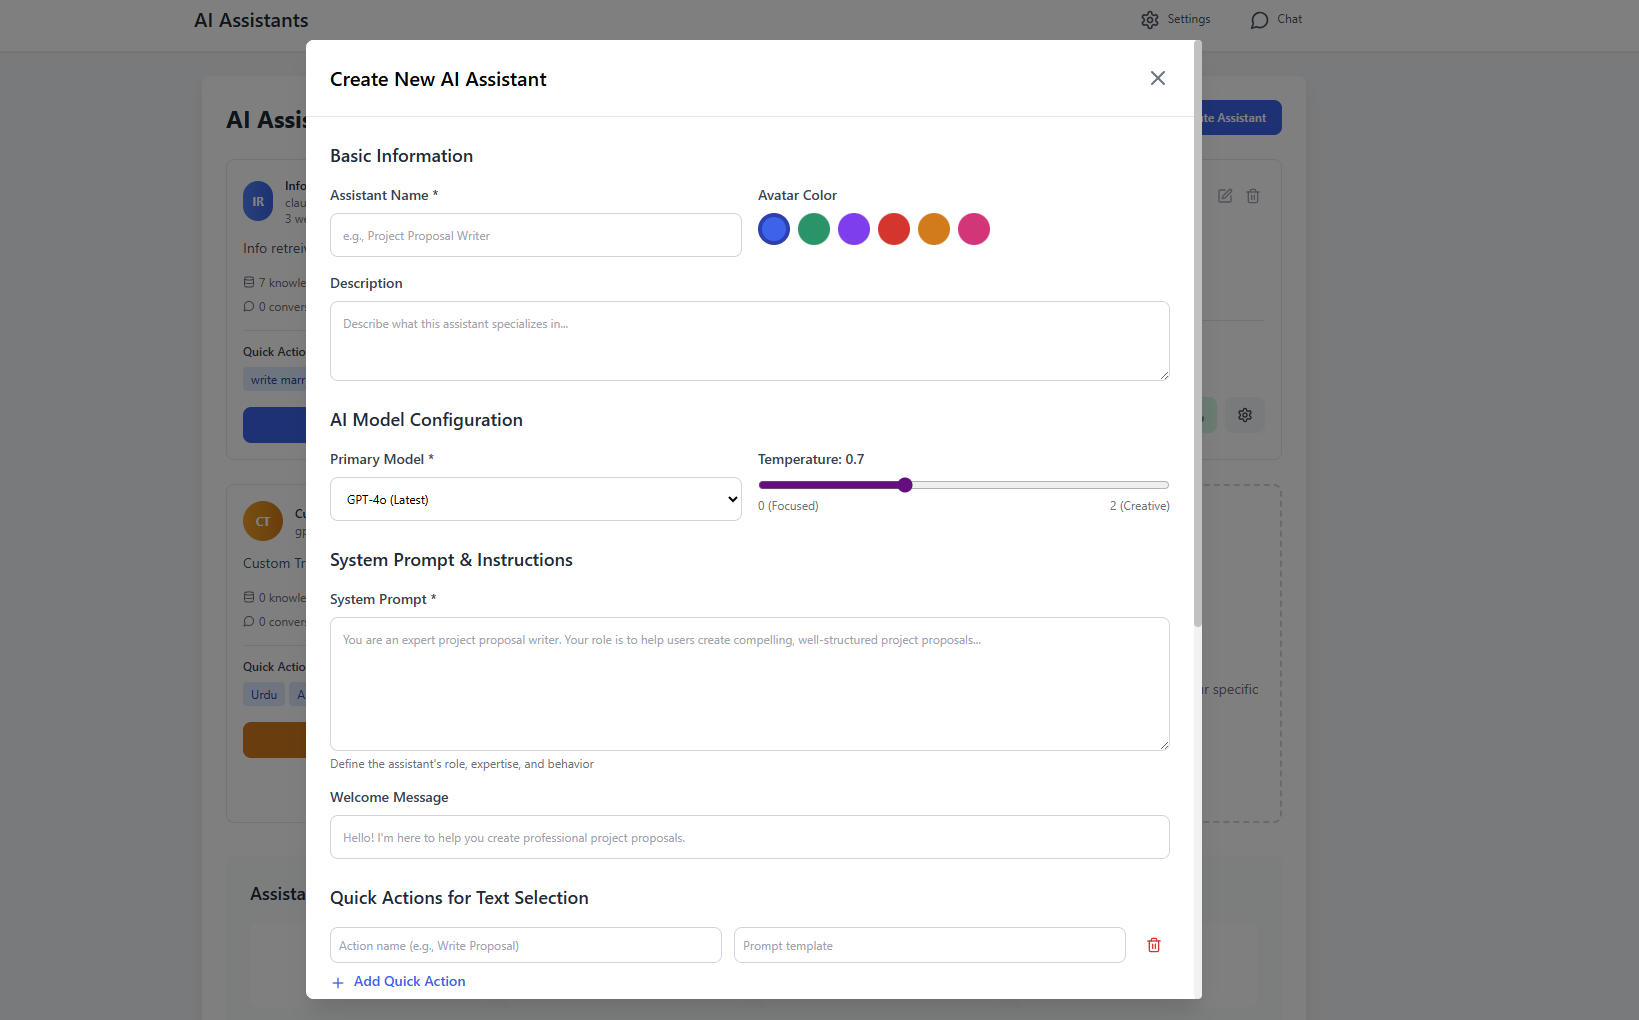 AI Assistants
Settings
Chat
Create New AI Assistant
AI Assis
te Assistant
Basic Information
Assistant Name *
Avatar Color
IR
Info
clau
3 we
e.g., Project Proposal Writer
Info retrei
Description
7 knowle
0 conver
Describe what this assistant specializes in...
Quick Actio
write marr
AI Model Configuration
Primary Model *
Temperature: 0.7
GPT-4o (Latest)
0 (Focused)
2 (Creative)
CT
Cu
gp
Custom Tr
System Prompt & Instructions
0 knowle
0 conver
System Prompt *
You are an expert project proposal writer. Your role is to help users create compelling, well-structured project proposals...
Quick Actio
Urdu
A
r specific
Define the assistant's role, expertise, and behavior
Welcome Message
Hello! I'm here to help you create professional project proposals.
Assista
Quick Actions for Text Selection
Action name (e.g., Write Proposal)
Prompt template
Add Quick Action